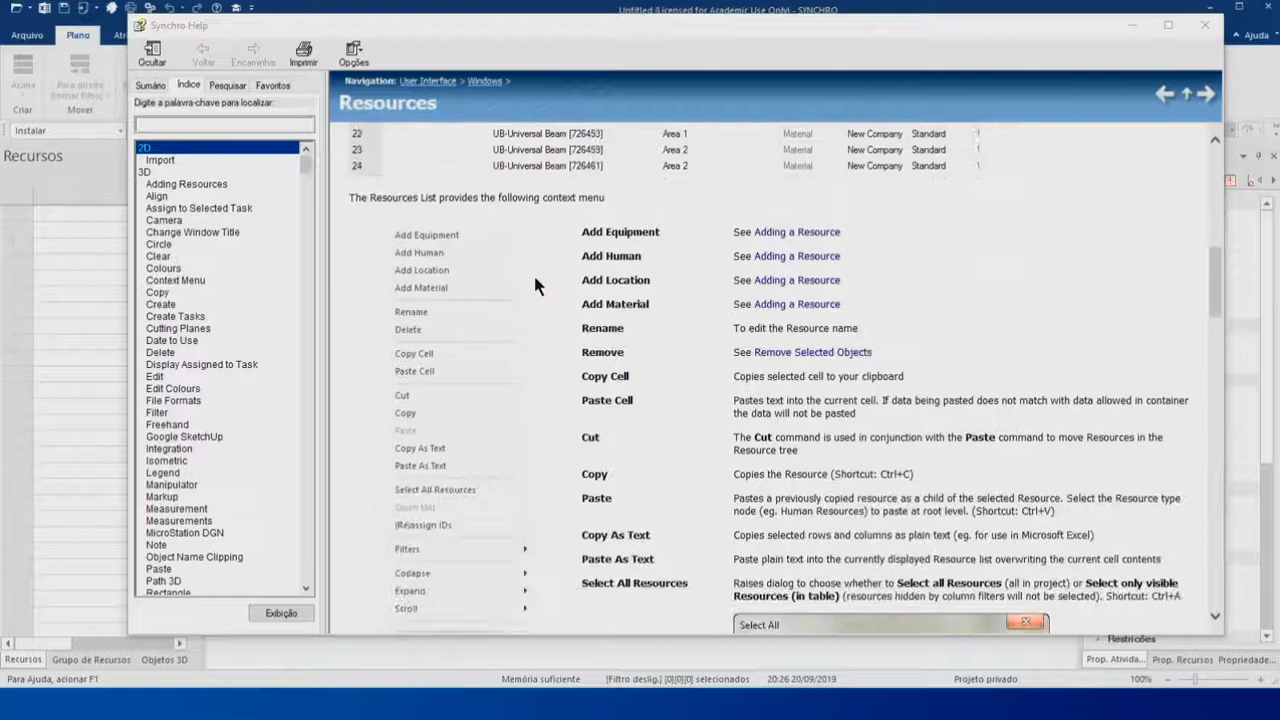 Untitled (Licensed for Academic Use Only) - SYNCHRO
Arquivo
Plano
Ajuda
Synchro Help
Ocultar
Voltar
Encaminha
Imprimir
Opções
Sumário
Índice
Pesquisar
Favoritos
Digite a palavra-chave para localizar:
2D
Import
3D
Adding Resources
Align
Assign to Selected Task
Camera
Change Window Title
Circle
Clear
Colours
Context Menu
Copy
Create
Create Tasks
Cutting Planes
Date to Use
Delete
Display Assigned to Task
Edit
Edit Colours
File Formats
Filter
Freehand
Google SketchUp
Integration
Isometric
Legend
Manipulator
Markup
Measurement
Measurements
MicroStation DGN
Note
Object Name Clipping
Paste
Path 3D
Rectangle
Exibição
Navigation: User Interface > Windows >
Resources
22 UB-Universal Beam [726453] Area 1 Material New Company Standard
23 UB-Universal Beam [726459] Area 2 Material New Company Standard
24 UB-Universal Beam [726461] Area 2 Material New Company Standard
The Resources List provides the following context menu
Add Equipment
Add Human
Add Location
Add Material
Rename
Delete
Copy Cell
Paste Cell
Cut
Copy
Paste
Copy As Text
Paste As Text
Select All Resources
(Re)assign IDs
Filters
Collapse
Expand
Scroll
Add Equipment See Adding a Resource
Add Human See Adding a Resource
Add Location See Adding a Resource
Add Material See Adding a Resource
Rename To edit the Resource name
Remove See Remove Selected Objects
Copy Cell Copies selected cell to your clipboard
Paste Cell Pastes text into the current cell. If data being pasted does not match with data allowed in container
the data will not be pasted
Cut The Cut command is used in conjunction with the Paste command to move Resources in the
Resource tree
Copy Copies the Resource (Shortcut: Ctrl+C)
Paste Pastes a previously copied resource as a child of the selected Resource. Select the Resource type
node (eg. Human Resources) to paste at root level. (Shortcut: Ctrl+V)
Copy As Text Copies selected rows and columns as plain text (eg. for use in Microsoft Excel)
Paste As Text Paste plain text into the currently displayed Resource list overwriting the current cell contents
Select All Resources Raises dialog to choose whether to Select all Resources (all in project) or Select only visible
Resources (in table) (resources hidden by column filters will not be selected). Shortcut: Ctrl+A
Select All
Acima
Para direita
(tornar filho)
Criar
Mover
Instalar
Recursos
Restrições
Recursos
Grupo de Recursos
Objetos 3D
Prop. Ativida...
Prop. Recursos
Propriedade...
Para Ajuda, acionar F1
Memória suficiente
[Filtro deslig.] [0][0][0] selecionados
20:26 20/09/2019
Projeto privado
100%